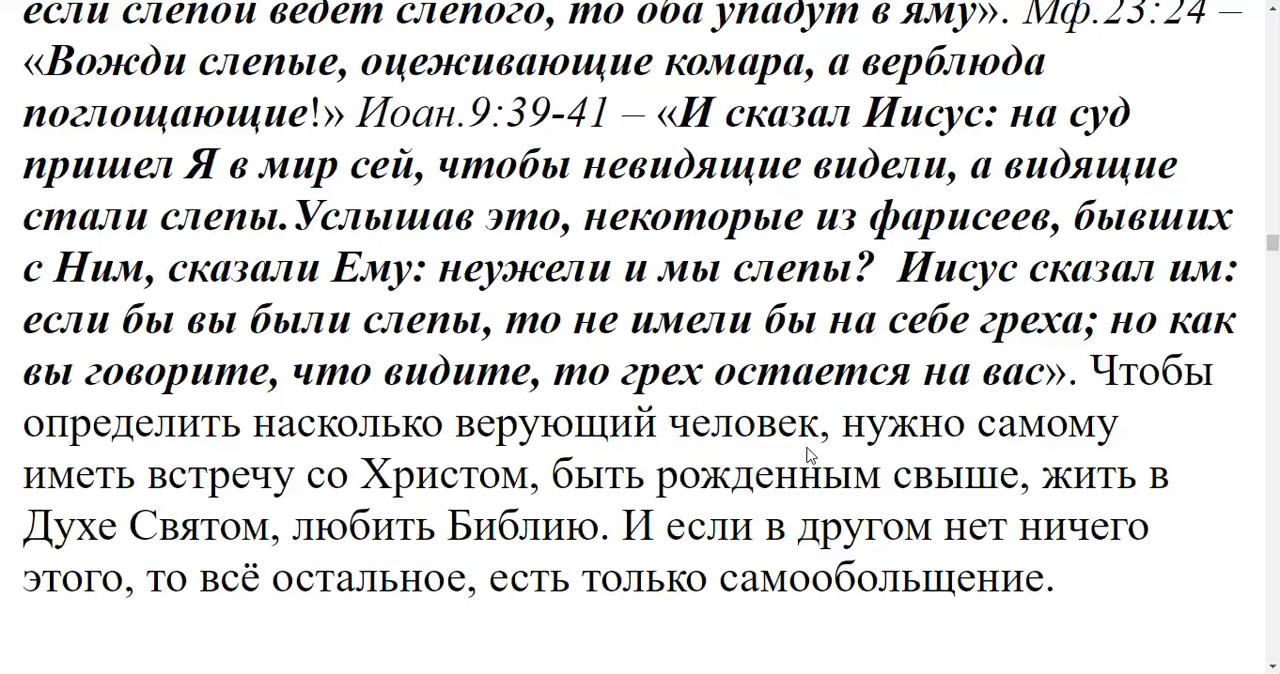 если слепой ведет слепого, то оба упадут в яму». Мф.23:24 –
«Вожди слепые, оцеживающие комара, а верблюда
поглощающие!» Иоан.9:39-41 – «И сказал Иисус: на суд
пришел Я в мир сей, чтобы невидящие видели, а видящие
стали слепы.Услышав это, некоторые из фарисеев, бывших
с Ним, сказали Ему: неужели и мы слепы?  Иисус сказал им:
если бы вы были слепы, то не имели бы на себе греха; но как
вы говорите, что видите, то грех остается на вас». Чтобы
определить насколько верующий человек, нужно самому
иметь встречу со Христом, быть рожденным свыше, жить в
Духе Святом, любить Библию. И если в другом нет ничего
этого, то всё остальное, есть только самообольщение.